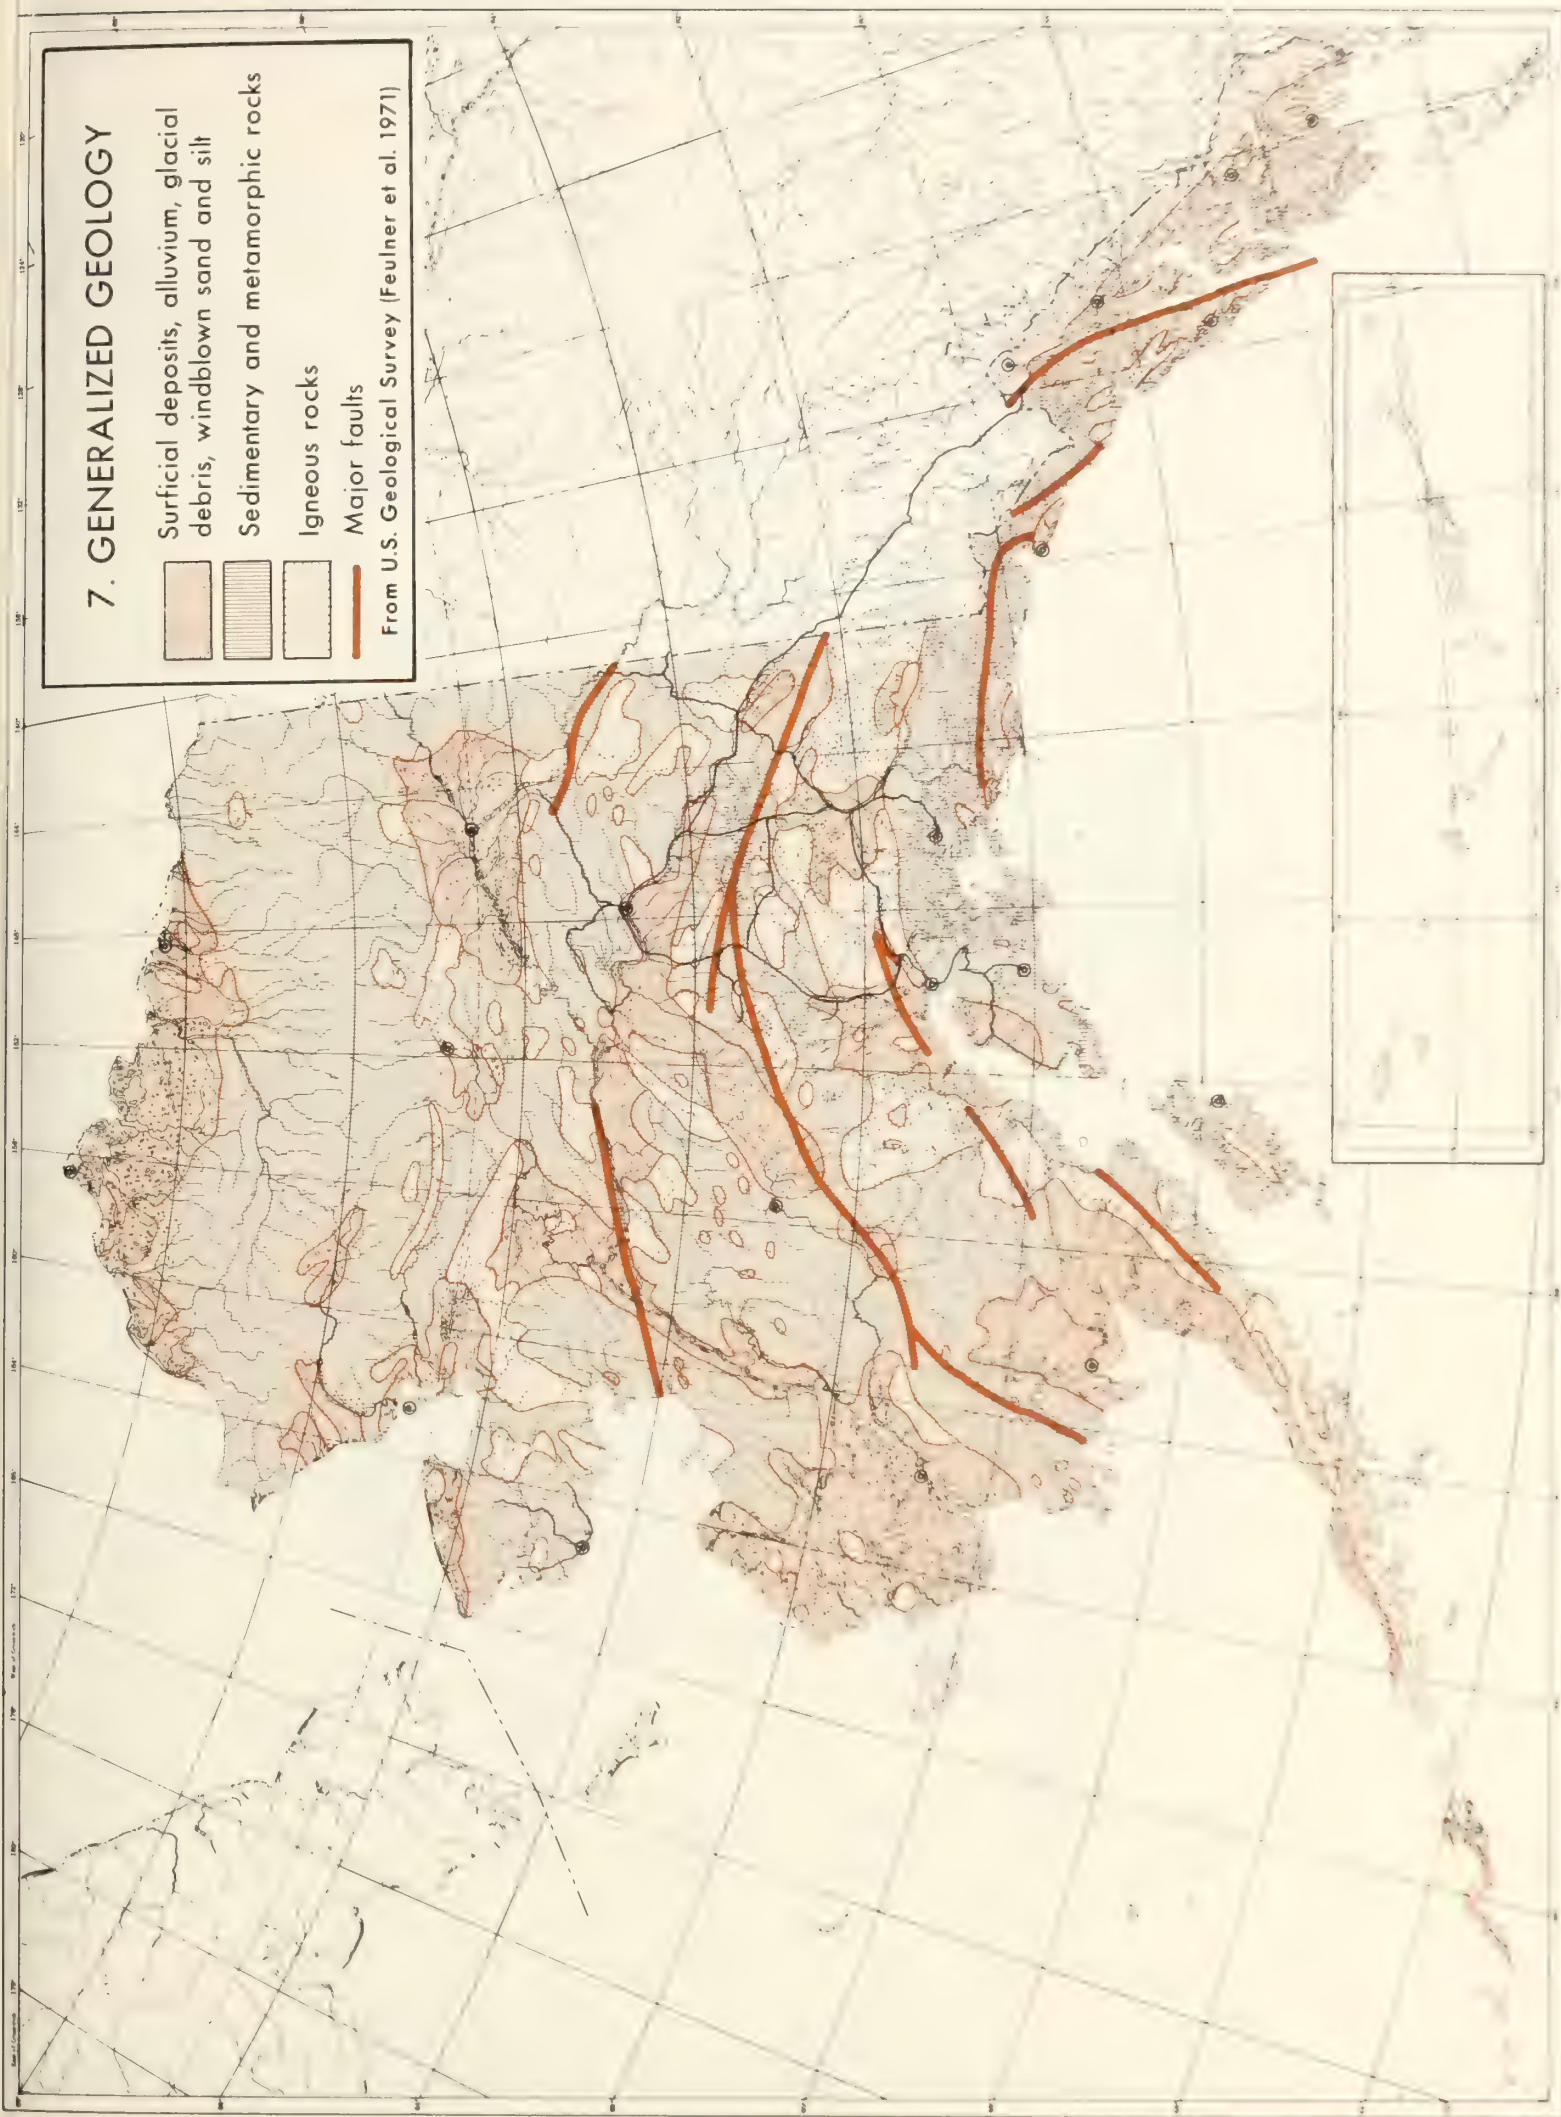 7. GENERALIZED GEOLOGY
Surficial deposits, alluvium, glacial
debris, windblown sand and silt
Sedimentary and metamorphic rocks
Igneous rocks
Major faults
From U.S. Geological Survey (Feulner et al. 1971)